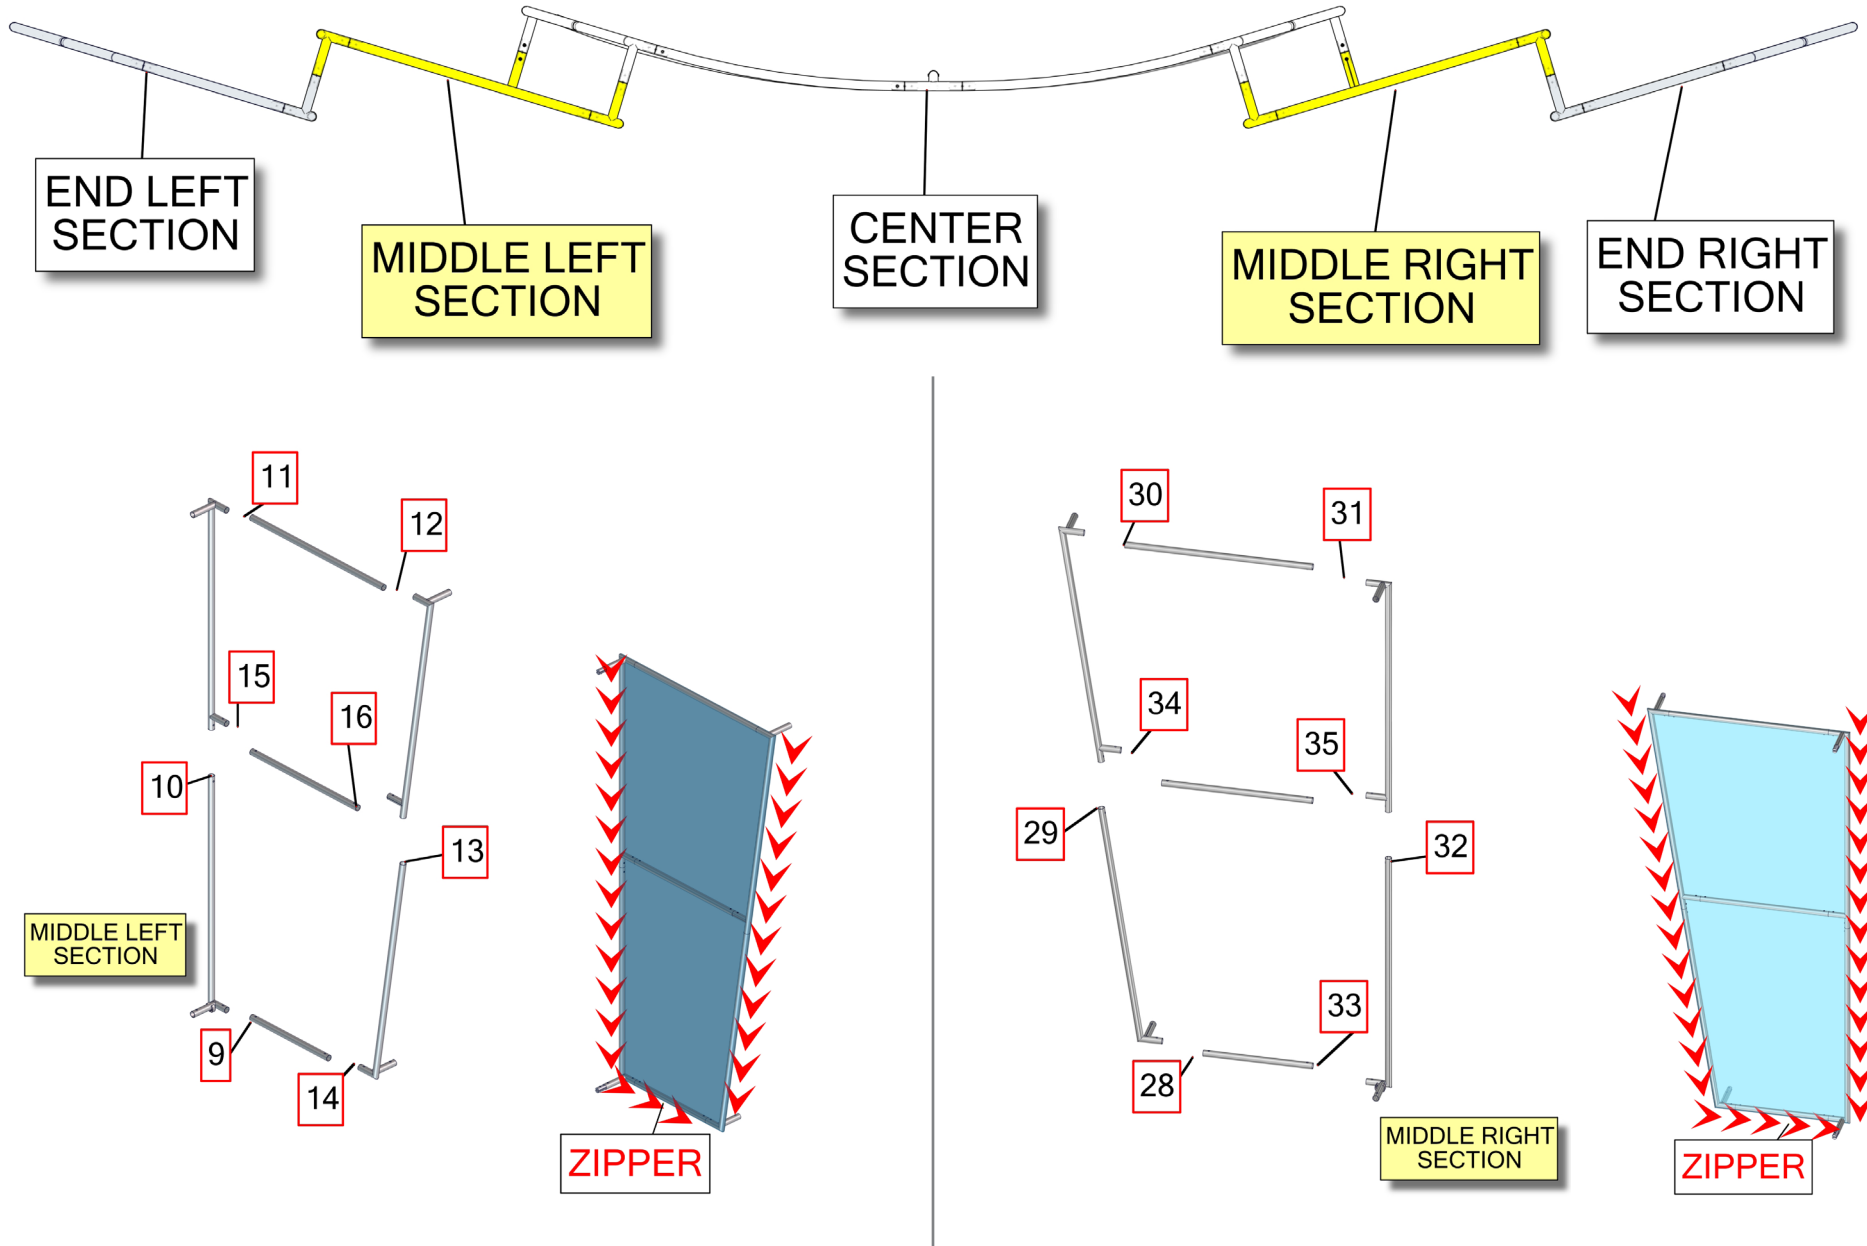 END LEFT
SECTION
MIDDLE LEFT
SECTION
CENTER
SECTION
MIDDLE RIGHT
SECTION
END RIGHT
SECTION
11
12
15
16
10
13
MIDDLE LEFT
SECTION
9
14
ZIPPER
30
31
34
35
29
32
33
28
MIDDLE RIGHT
SECTION
ZIPPER